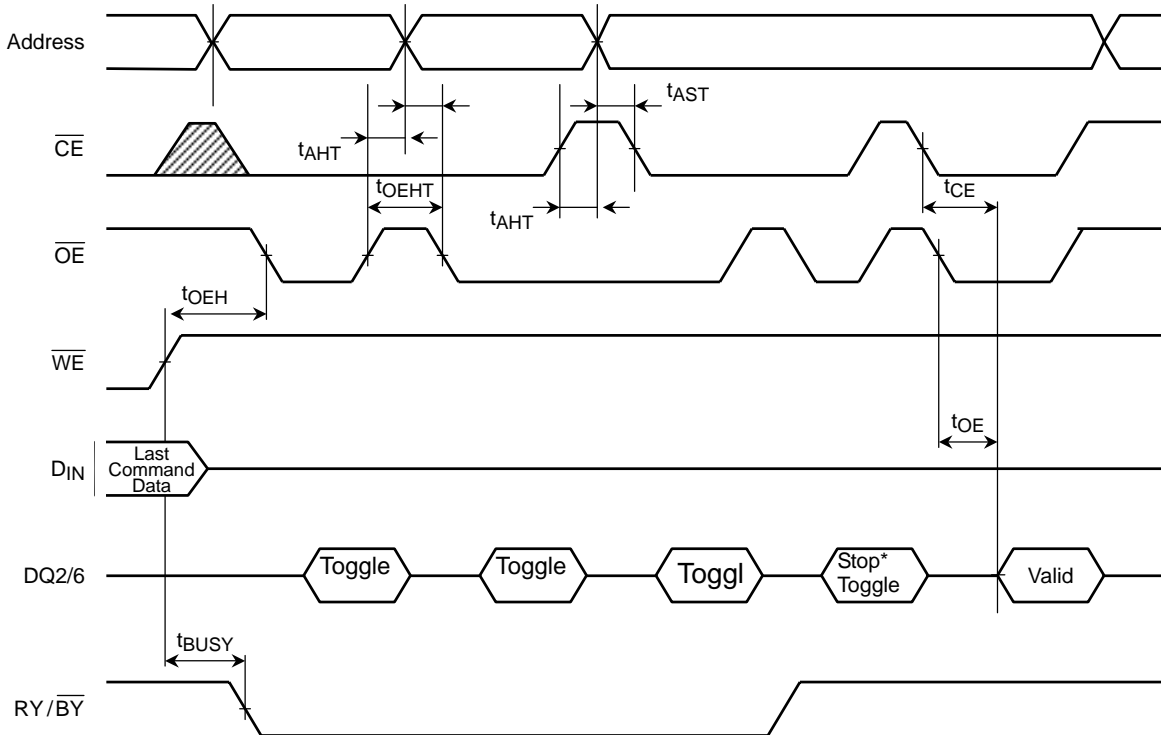 Address
tAST
CE
tAHT
tOEHT
tAHT
tCE
OE
tOEH
WE
tOE
DIN
Last
Command
Data
DQ2/6
Toggle
Toggle
Toggl
Stop*
Toggle
Valid
tBUSY
RY/BY